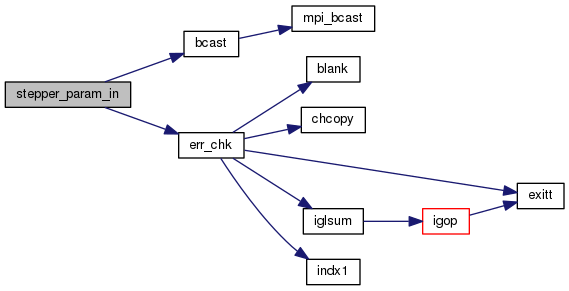 stepper_param_in
bcast
mpi_bcast
err_chk
blank
chcopy
iglsum
igop
exitt
indx1